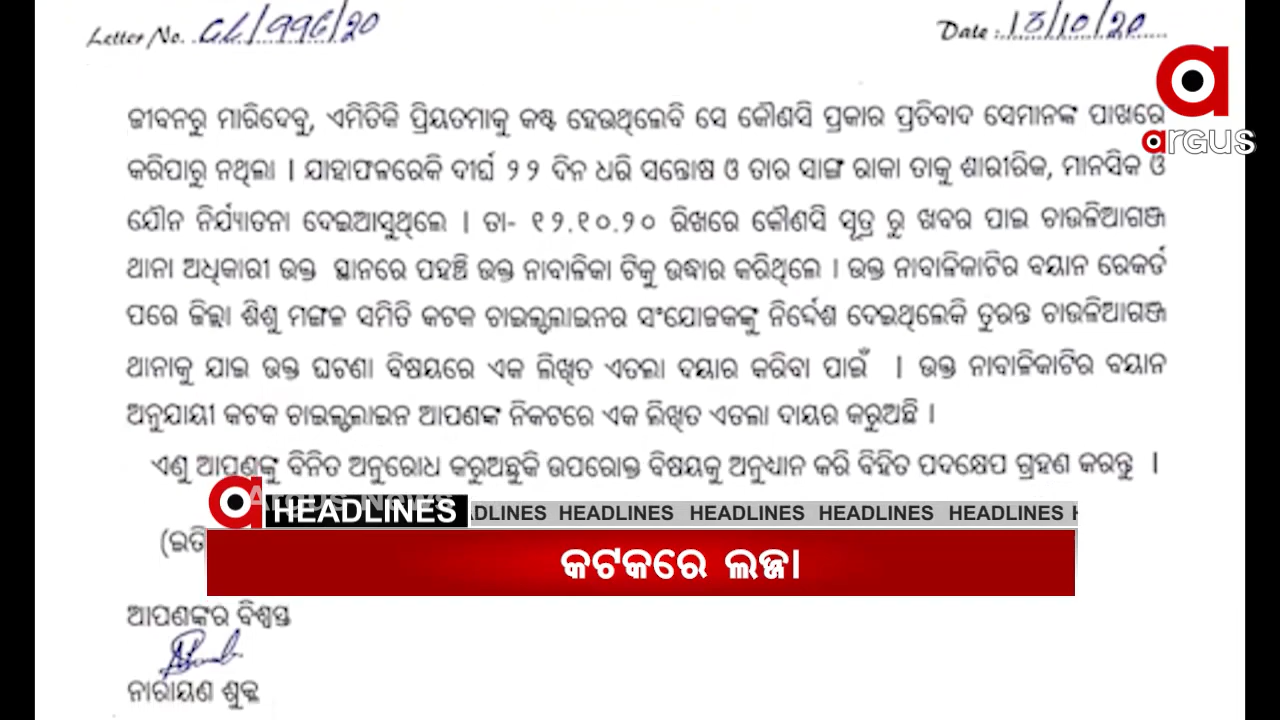 Letter No. CL/996/20
Date : 13/10/20
argus
ଜୀବନରୁ ମାରିଦେବୁ, ଏମିତିକି ପ୍ରିୟତମାକୁ କଷ୍ଟ ହେଉଥିଲେବି ସେ କୌଣସି ପ୍ରକାର ପ୍ରତିବାଦ ସେମାନଙ୍କ ପାଖରେ
କରିପାରୁ ନଥିଲା । ଯାହାଫଳରେକି ଦୀର୍ଘ ୨୨ ଦିନ ଧରି ସନ୍ତୋଷ ଓ ତାର ସାଙ୍ଗ ରାକା ତାକୁ ଶାରୀରିକ, ମାନସିକ ଓ
ଯୌନ ନିର୍ଯ୍ୟାତନା ଦେଇଆସୁଥିଲେ । ତା- ୧୨.୧୦.୨୦ ରିଖରେ କୌଣସି ସୂତ୍ର ରୁ ଖବର ପାଇ ଚାଉଳିଆଗଞ୍ଜ
ଥାନା ଅଧିକାରୀ ଉକ୍ତ ସ୍ଥାନରେ ପହଞ୍ଚି ଉକ୍ତ ନାବାଳିକା ଟିକୁ ଉଦ୍ଧାର କରିଥିଲେ । ଉକ୍ତ ନାବାଳିକାଟିର ବୟାନ ରେକର୍ଡ
ପରେ ଜିଲ୍ଲା ଶିଶୁ ମଙ୍ଗଳ ସମିତି କଟକ ଚାଇଲ୍ଡଲାଇନର ସଂଯୋଜକଙ୍କୁ ନିର୍ଦ୍ଦେଶ ଦେଇଥିଲେକି ତୁରନ୍ତ ଚାଉଳିଆଗଞ୍ଜ
ଥାନାକୁ ଯାଇ ଉକ୍ତ ଘଟଣା ବିଷୟରେ ଏକ ଲିଖିତ ଏତଲା ଦୟାର କରିବା ପାଇଁ । ଉକ୍ତ ନାବାଳିକାଟିର ବୟାନ
ଅନୁଯାୟୀ କଟକ ଚାଇଲ୍ଡଲାଇନ ଆପଣଙ୍କ ନିକଟରେ ଏକ ଲିଖିତ ଏତଲା ଦାୟର କରୁଅଛି ।
ଏଣୁ ଆପଣଙ୍କୁ ବିନିତ ଅନୁରୋଧ କରୁଅଛୁକି ଉପରୋକ୍ତ ବିଷୟକୁ ଅନୁଧ୍ୟାନ କରି ବିହିତ ପଦକ୍ଷେପ ଗ୍ରହଣ କରନ୍ତୁ ।
HEADLINES ADLINES HEADLINES HEADLINES HEADLINES HEADLINES H
(ଇତି
କଟକରେ ଲଜ୍ଜା
ଆପଣଙ୍କର ବିଶ୍ୱସ୍ତ
ନାରାୟଣ ଶୁକ୍ଳ